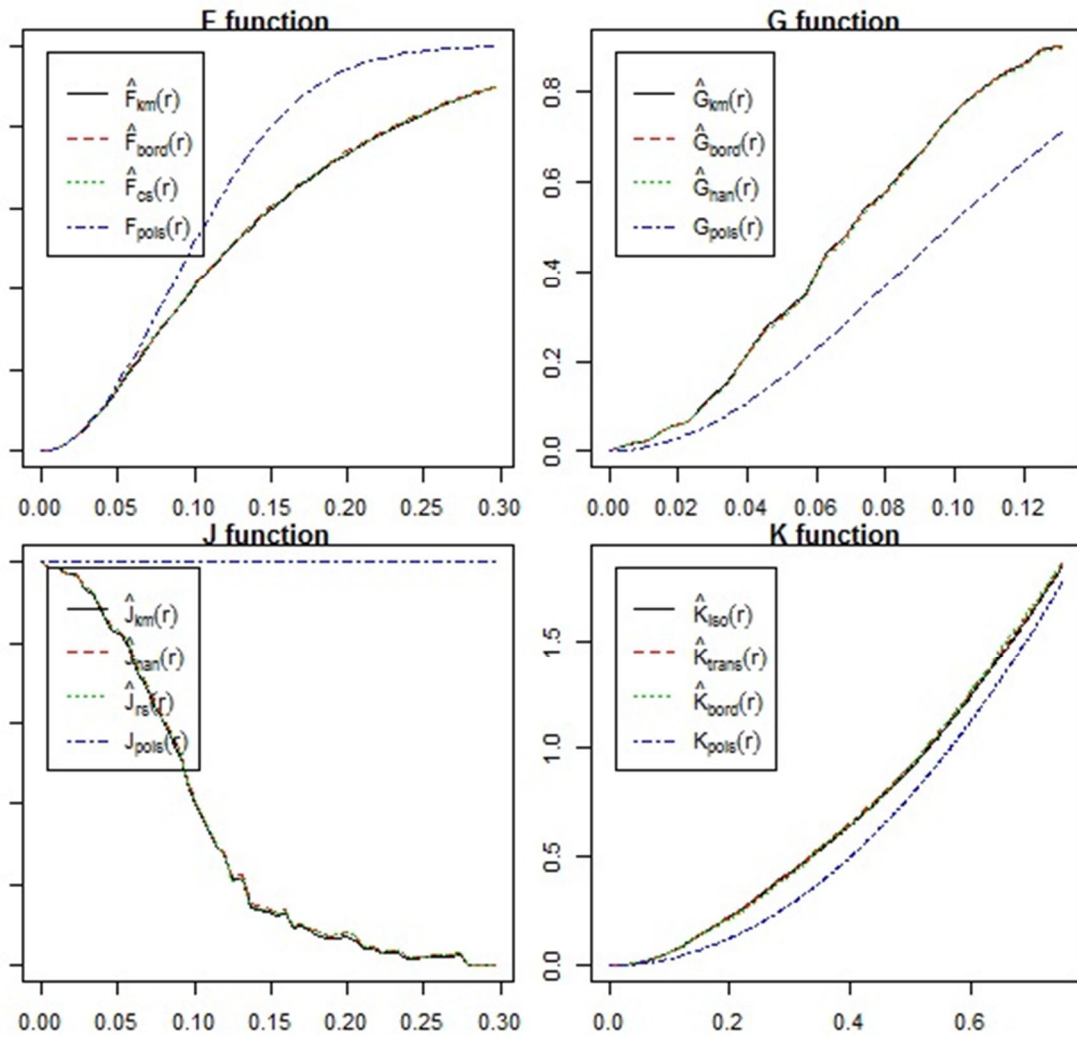 F function
F̂km(r)
F̂bord(r)
F̂cs(r)
Fpois(r)
0.00 0.05 0.10 0.15 0.20 0.25 0.30
G function
Ĝkm(r)
Ĝbord(r)
Ĝhan(r)
Gpois(r)
0.8
0.6
0.4
0.2
0.0
0.00 0.02 0.04 0.06 0.08 0.10 0.12
J function
Ĵkm(r)
Ĵhan(r)
Ĵrs(r)
Jpois(r)
0.00 0.05 0.10 0.15 0.20 0.25 0.30
K function
K̂iso(r)
K̂trans(r)
K̂bord(r)
Kpois(r)
1.5
1.0
0.5
0.0
0.0 0.2 0.4 0.6